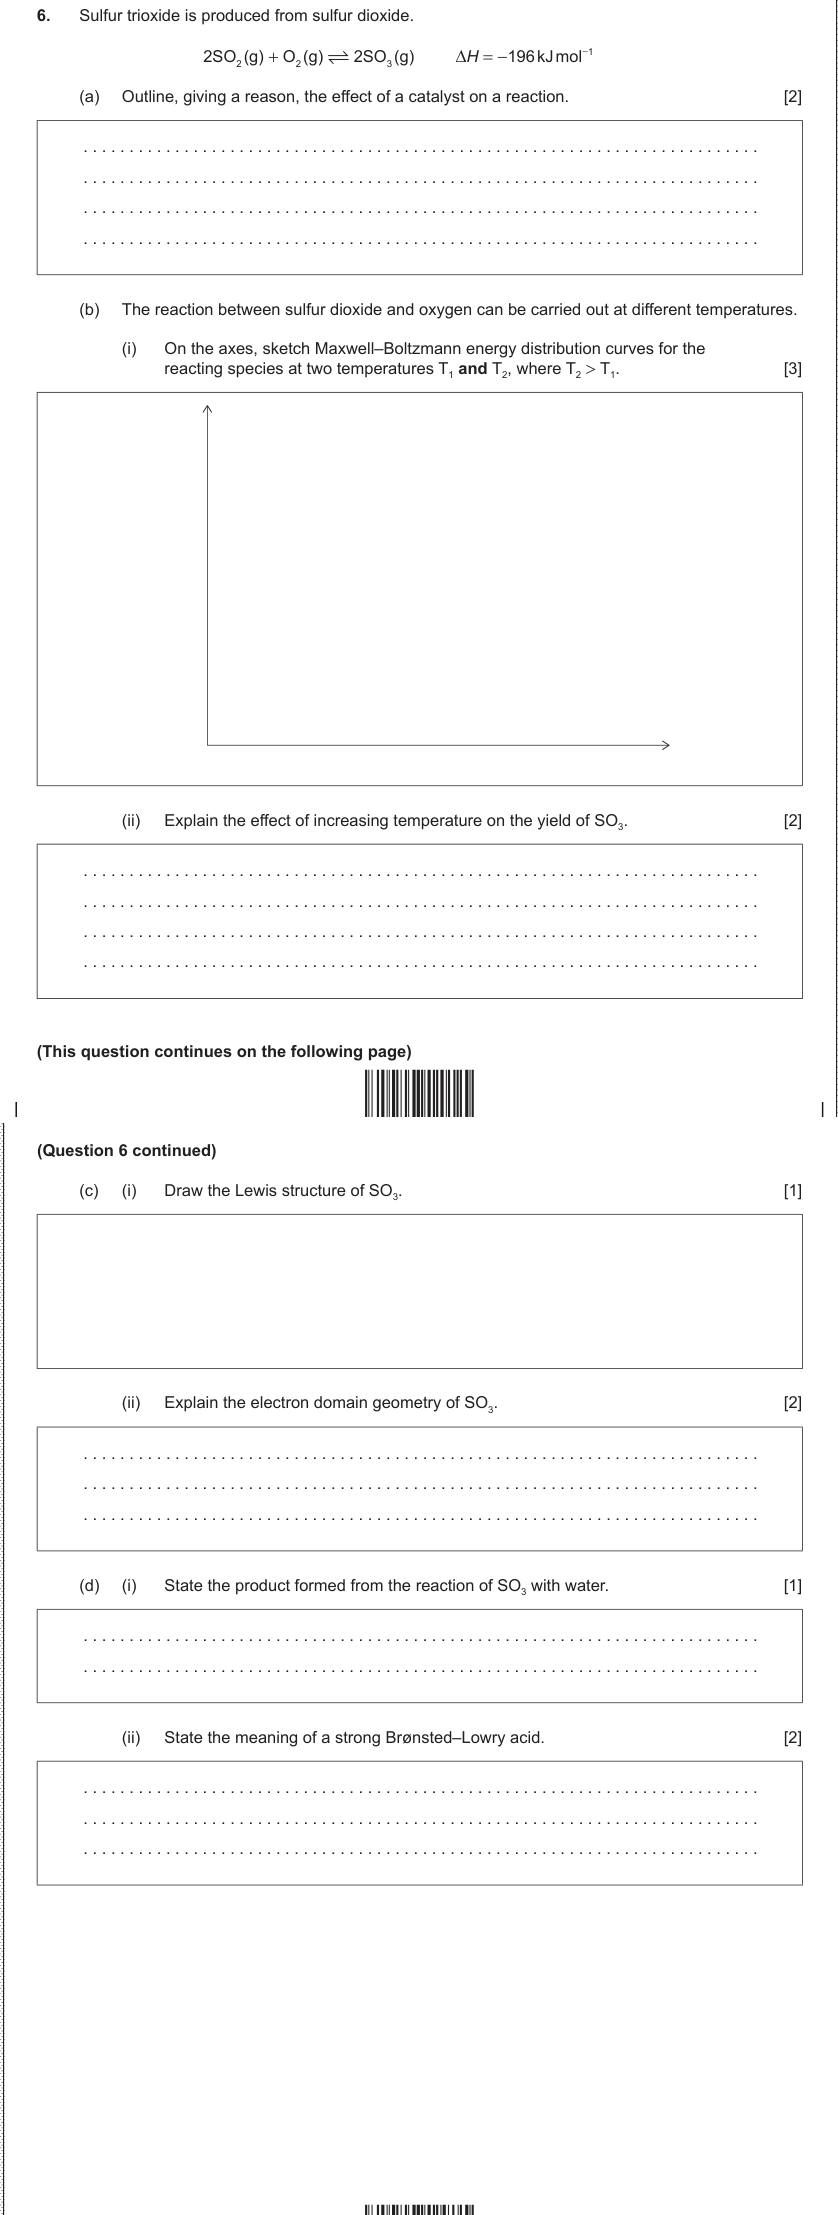 6. Sulfur trioxide is produced from sulfur dioxide.
2SO₂(g) + O₂(g) ⇌ 2SO₃(g) ΔH = −196 kJ mol⁻¹
(a) Outline, giving a reason, the effect of a catalyst on a reaction. [2]
(b) The reaction between sulfur dioxide and oxygen can be carried out at different temperatures.
(i) On the axes, sketch Maxwell–Boltzmann energy distribution curves for the
reacting species at two temperatures T₁ and T₂, where T₂ > T₁. [3]
(ii) Explain the effect of increasing temperature on the yield of SO₃. [2]
(This question continues on the following page)
(Question 6 continued)
(c) (i) Draw the Lewis structure of SO₃. [1]
(ii) Explain the electron domain geometry of SO₃. [2]
(d) (i) State the product formed from the reaction of SO₃ with water. [1]
(ii) State the meaning of a strong Brønsted–Lowry acid. [2]